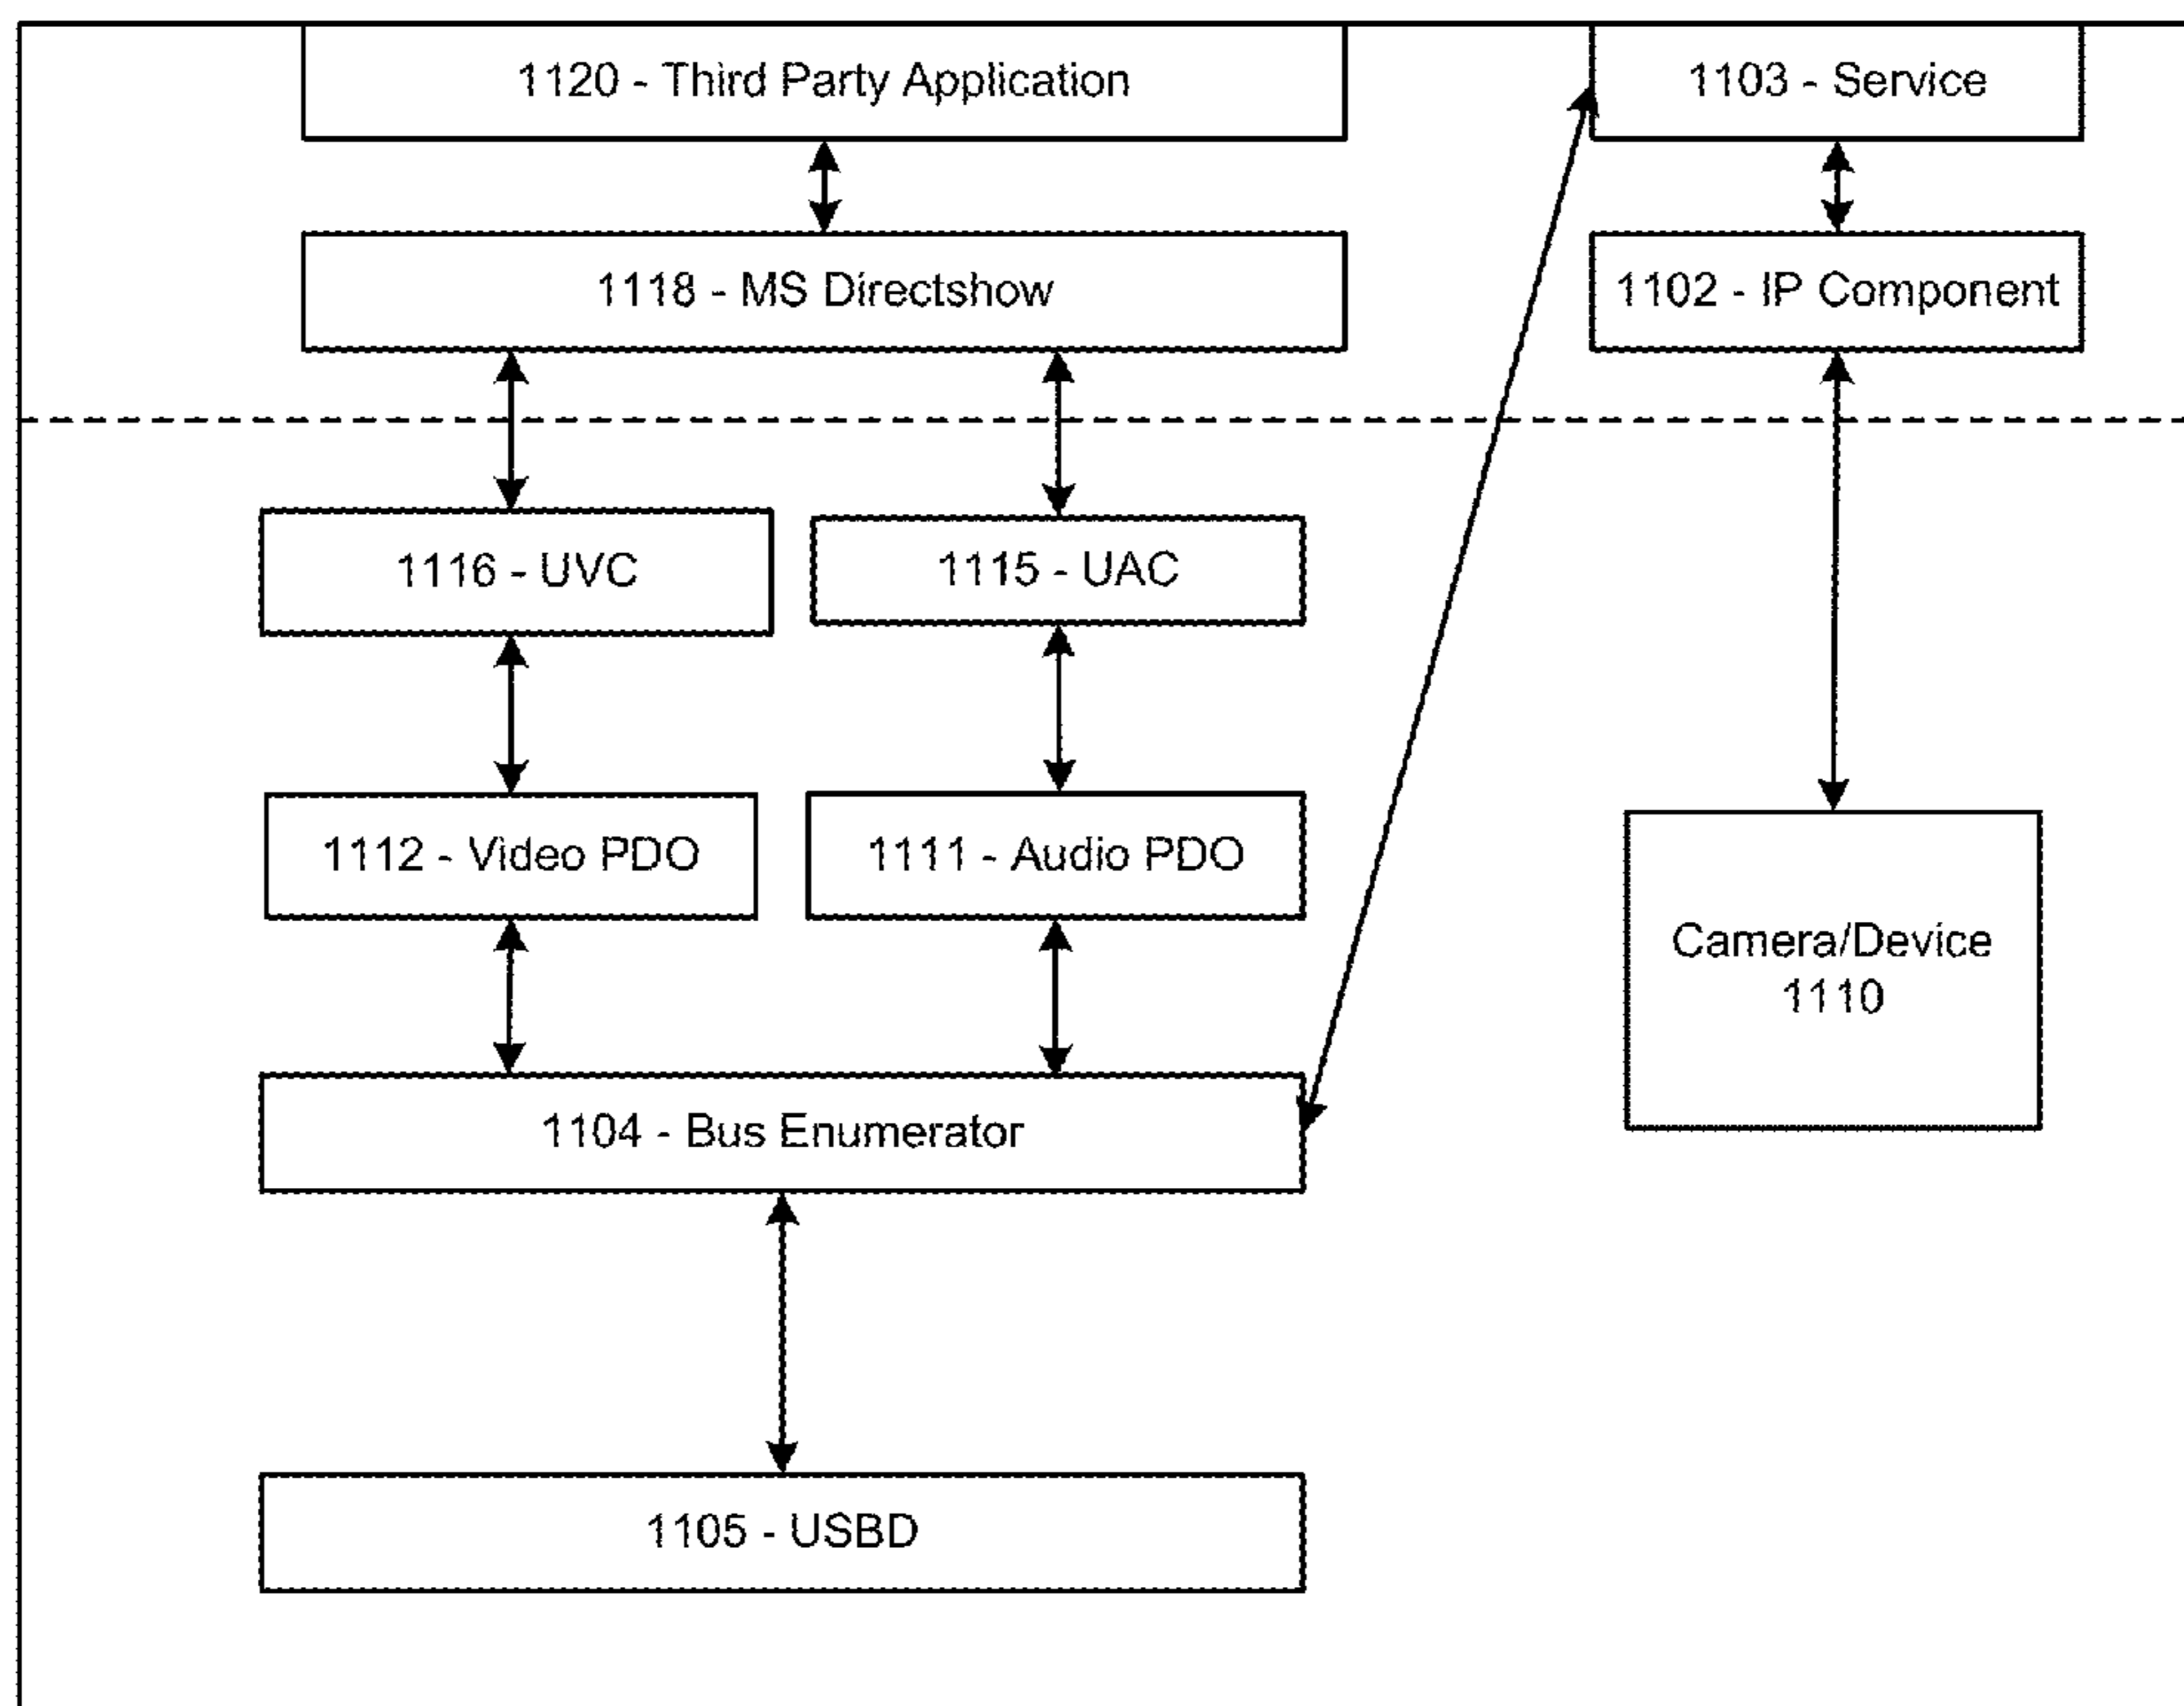 1120 - Third Party Application
1103 - Service
1118 - MS Directshow
1102 - IP Component
1116 - UVC
1115 - UAC
1112 - Video PDO
1111 - Audio PDO
Camera/Device
1110
1104 - Bus Enumerator
1105 - USBD